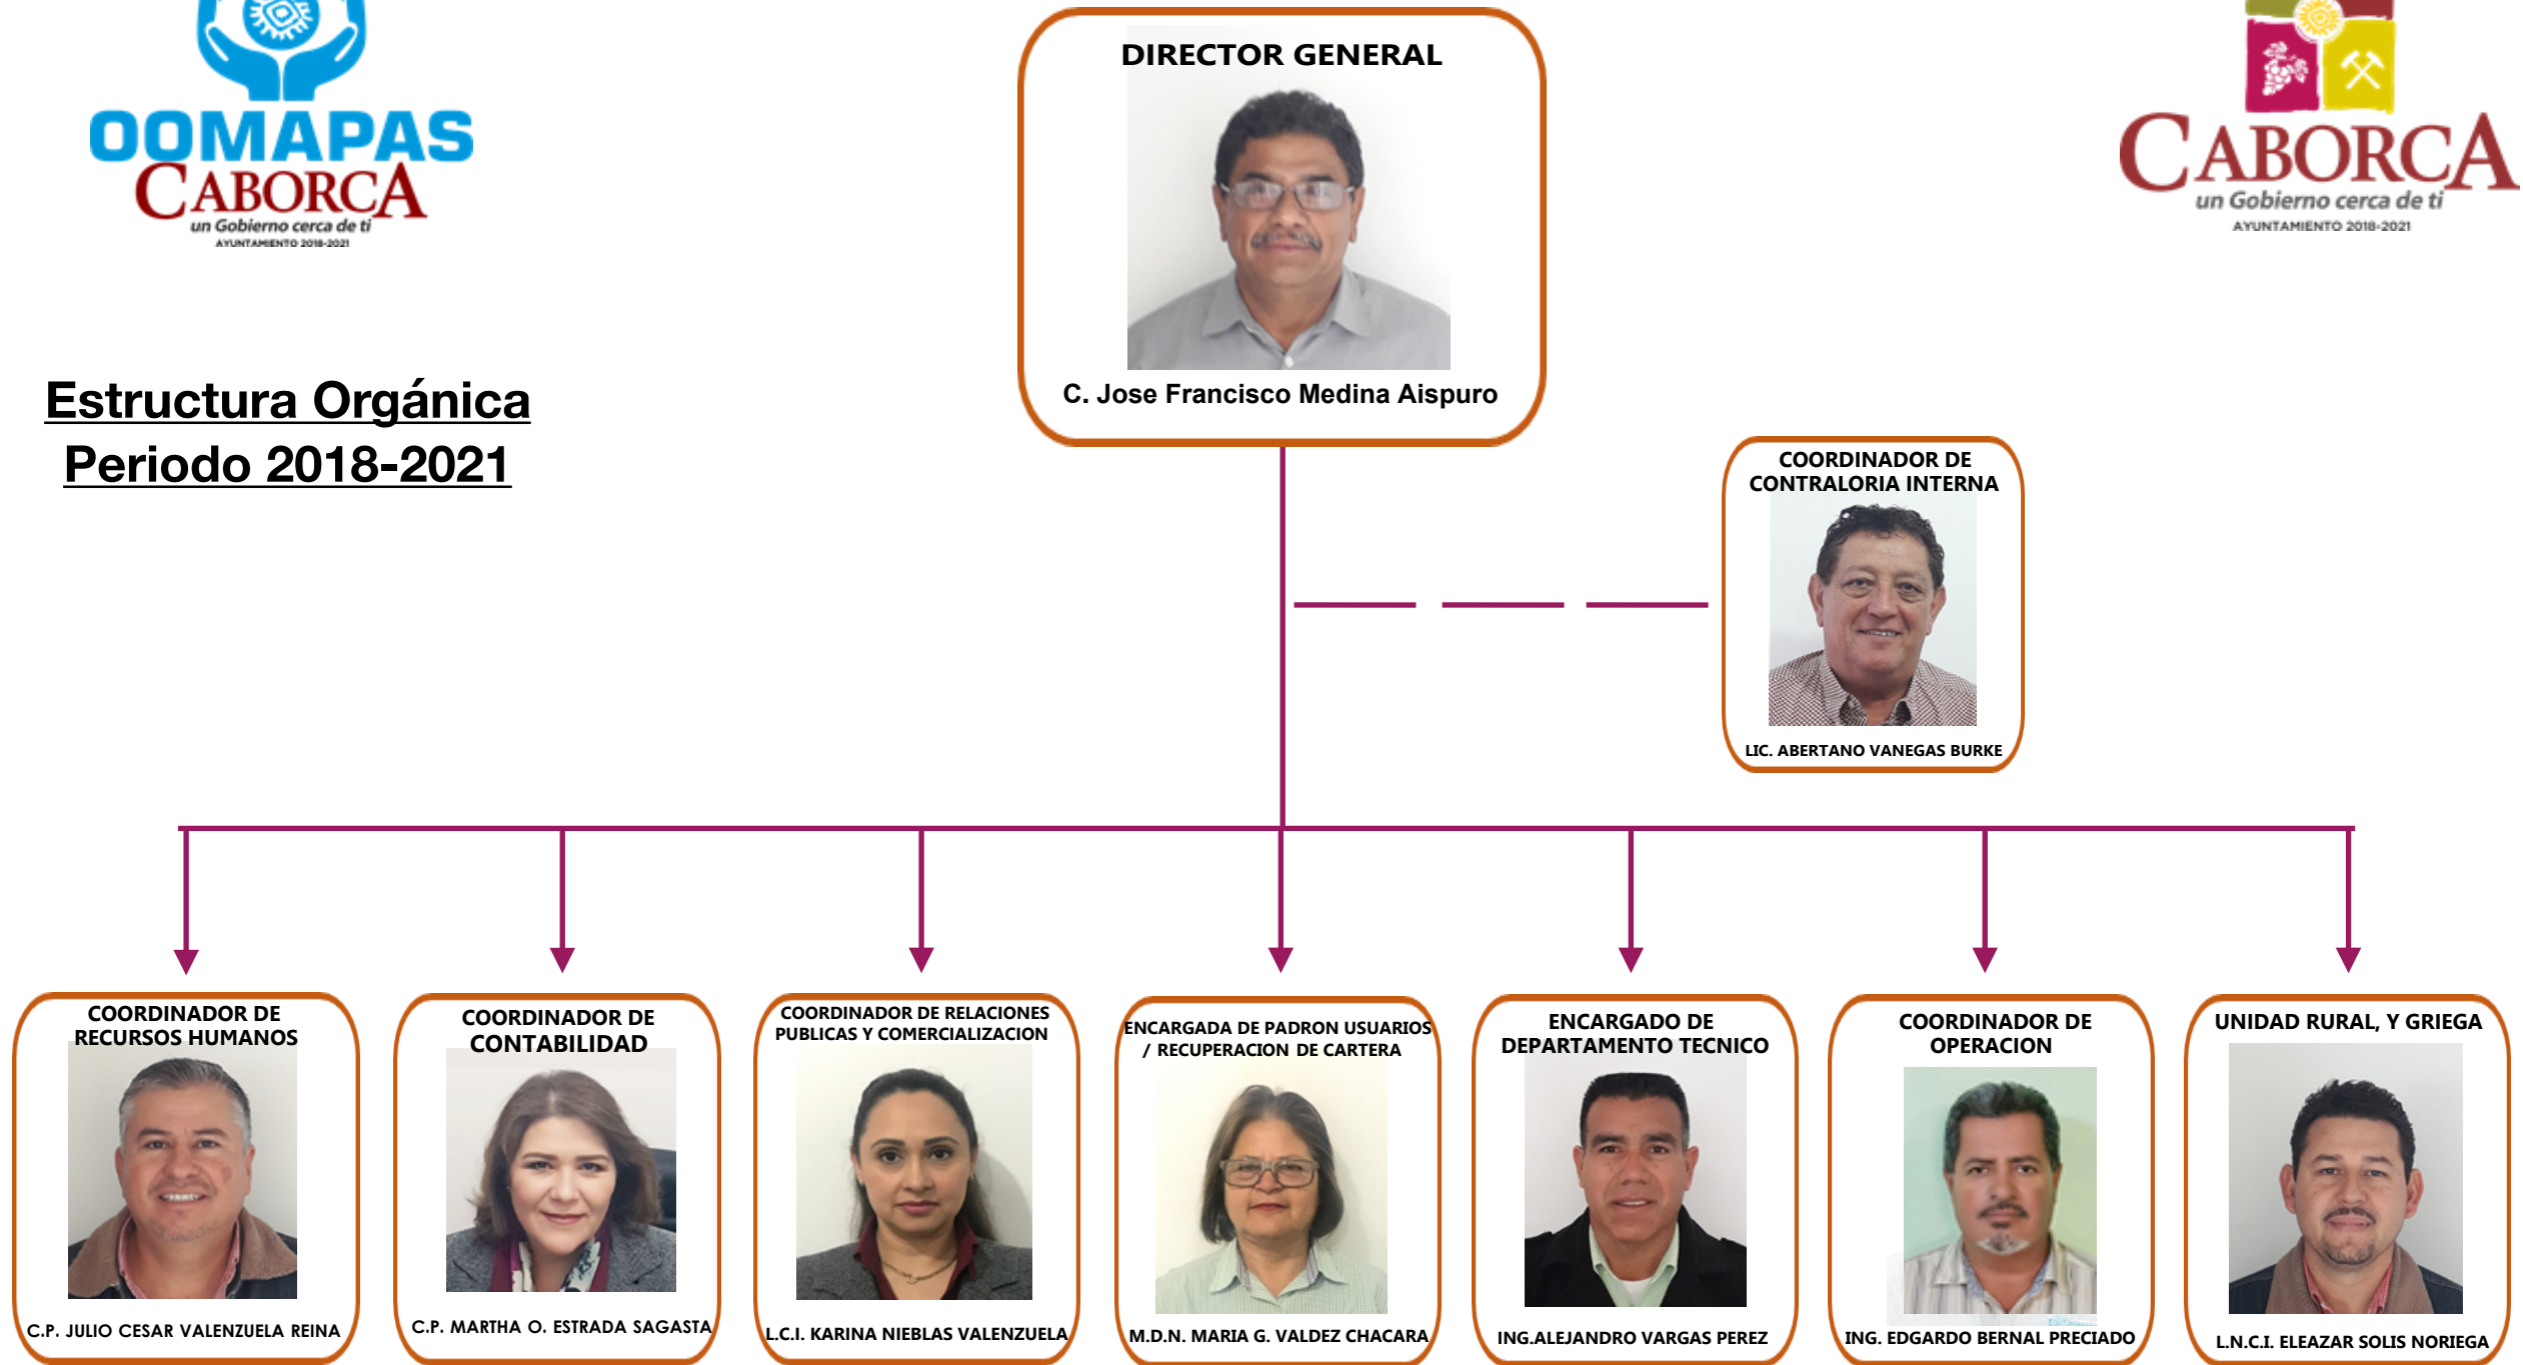 OOMAPAS
CABORCA
un Gobierno cerca de ti
AYUNTAMIENTO 2018-2021
DIRECTOR GENERAL
C. Jose Francisco Medina Aispuro
CABORCA
un Gobierno cerca de ti
AYUNTAMIENTO 2018-2021
Estructura Orgánica
Periodo 2018-2021
COORDINADOR DE
CONTRALORIA INTERNA
LIC. ABERTANO VANEGAS BURKE
COORDINADOR DE
RECURSOS HUMANOS
C.P. JULIO CESAR VALENZUELA REINA
COORDINADOR DE
CONTABILIDAD
C.P. MARTHA O. ESTRADA SAGASTA
COORDINADOR DE RELACIONES
PUBLICAS Y COMERCIALIZACION
L.C.I. KARINA NIEBLAS VALENZUELA
ENCARGADA DE PADRON USUARIOS
/ RECUPERACION DE CARTERA
M.D.N. MARIA G. VALDEZ CHACARA
ENCARGADO DE
DEPARTAMENTO TECNICO
ING.ALEJANDRO VARGAS PEREZ
COORDINADOR DE
OPERACION
ING. EDGARDO BERNAL PRECIADO
UNIDAD RURAL, Y GRIEGA
L.N.C.I. ELEAZAR SOLIS NORIEGA